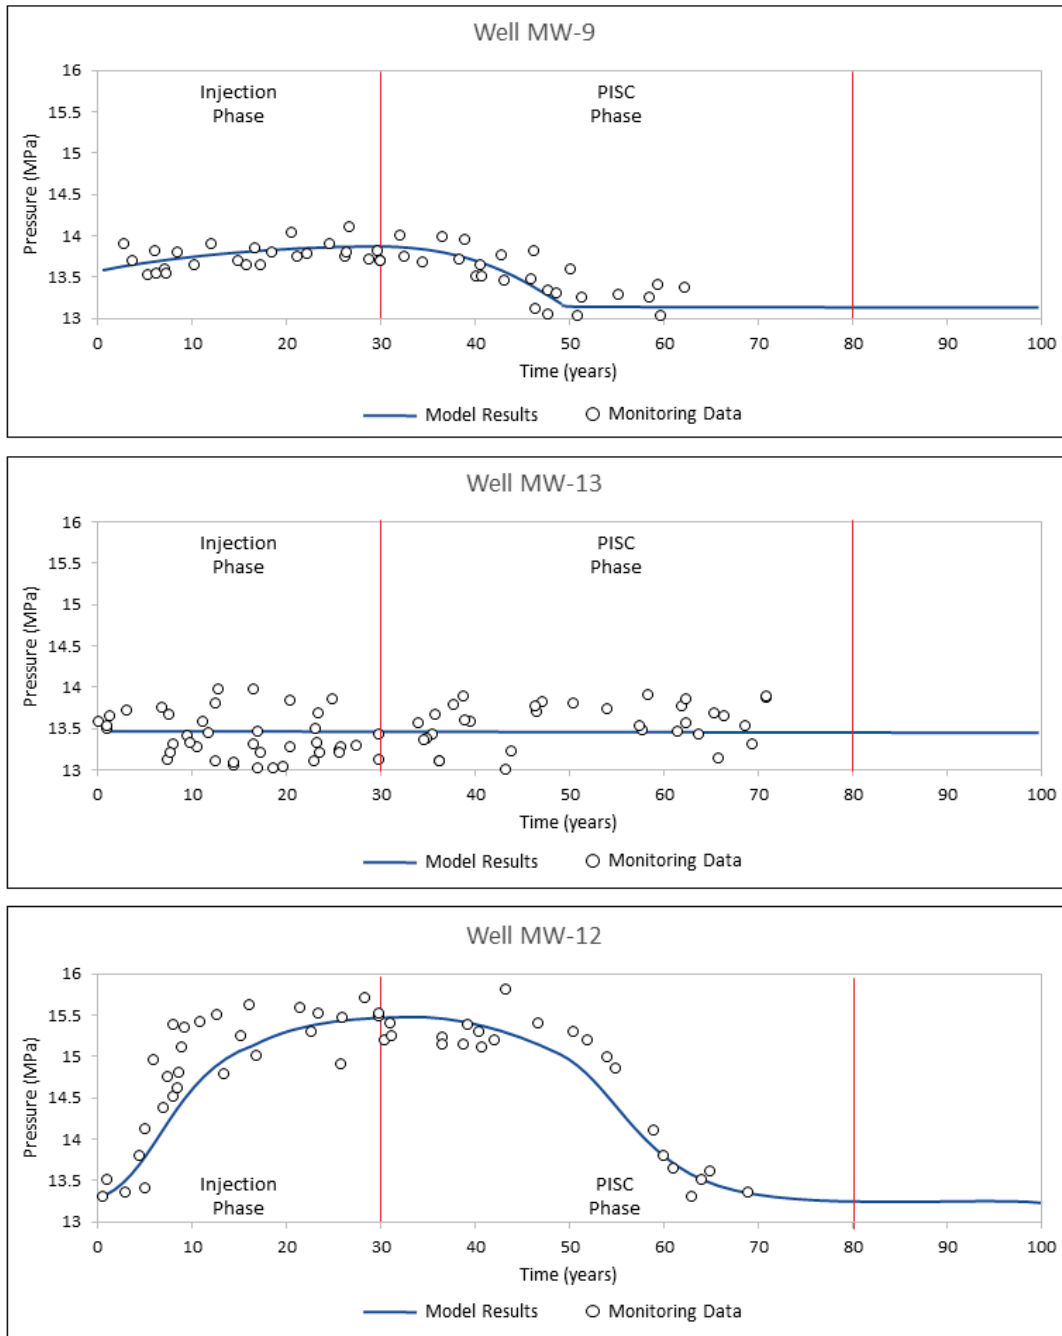 Well MW-9
16
15.5
15
14.5
14
13.5
13
Pressure (MPa)
Injection
Phase
PISC
Phase
0 10 20 30 40 50 60 70 80 90 100
Time (years)
Model Results Monitoring Data
Well MW-13
16
15.5
15
14.5
14
13.5
13
Pressure (MPa)
Injection
Phase
PISC
Phase
0 10 20 30 40 50 60 70 80 90 100
Time (years)
Model Results Monitoring Data
Well MW-12
16
15.5
15
14.5
14
13.5
13
Pressure (MPa)
Injection
Phase
PISC
Phase
0 10 20 30 40 50 60 70 80 90 100
Time (years)
Model Results Monitoring Data